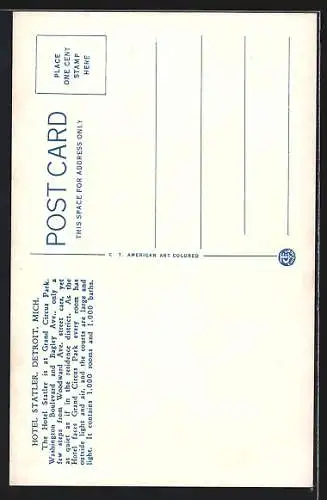 HOTEL STATLER, DETROIT, MICH.
The Hotel Statler is at Grand Circus Park,
Washington Boulevard and Bagley Ave., only a
few steps from Woodward Ave. street cars, yet
as quiet as if in the residence district. As the
Hotel faces Grand Circus Park every room has
outside light and air, and the courts are large and
light. It contains 1,000 rooms and 1,000 baths.
C. T. AMERICAN ART COLORED
POST CARD
THIS SPACE FOR ADDRESS ONLY
PLACE
ONE CENT
STAMP
HERE